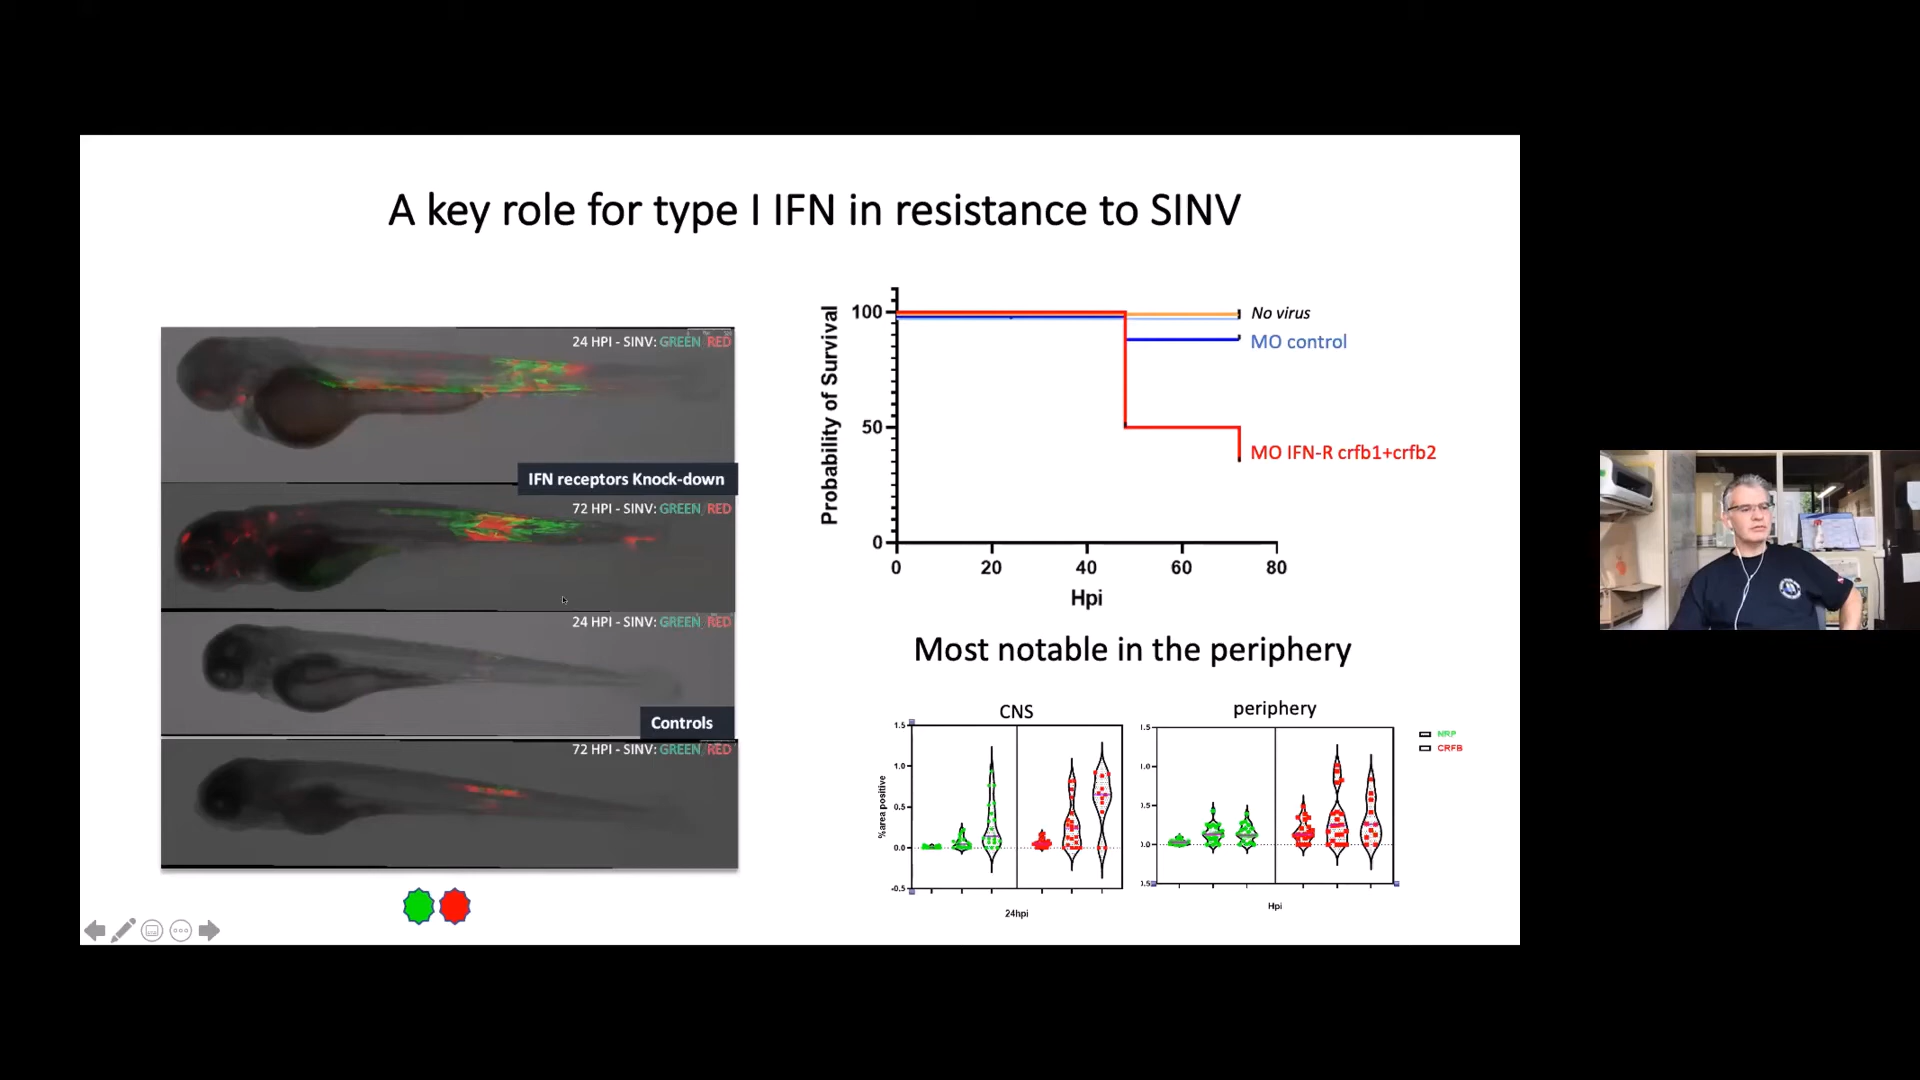 A key role for type I IFN in resistance to SINV
24 HPI - SINV: GREEN RED
IFN receptors Knock-down
72 HPI - SINV: GREEN/RED
24 HPI - SINV: GREEN/RED
Controls
72 HPI - SINV: GREEN/RED
Probability of Survival
100
50
0
0 20 40 60 80
Hpi
No virus
MO control
MO IFN-R crfb1+crfb2
Most notable in the periphery
CNS
%area positive
1.5
1.0
0.5
0.0
-0.5
24hpi
periphery
1.5
1.0
0.5
0.0
Hpi
NRP
CRFB